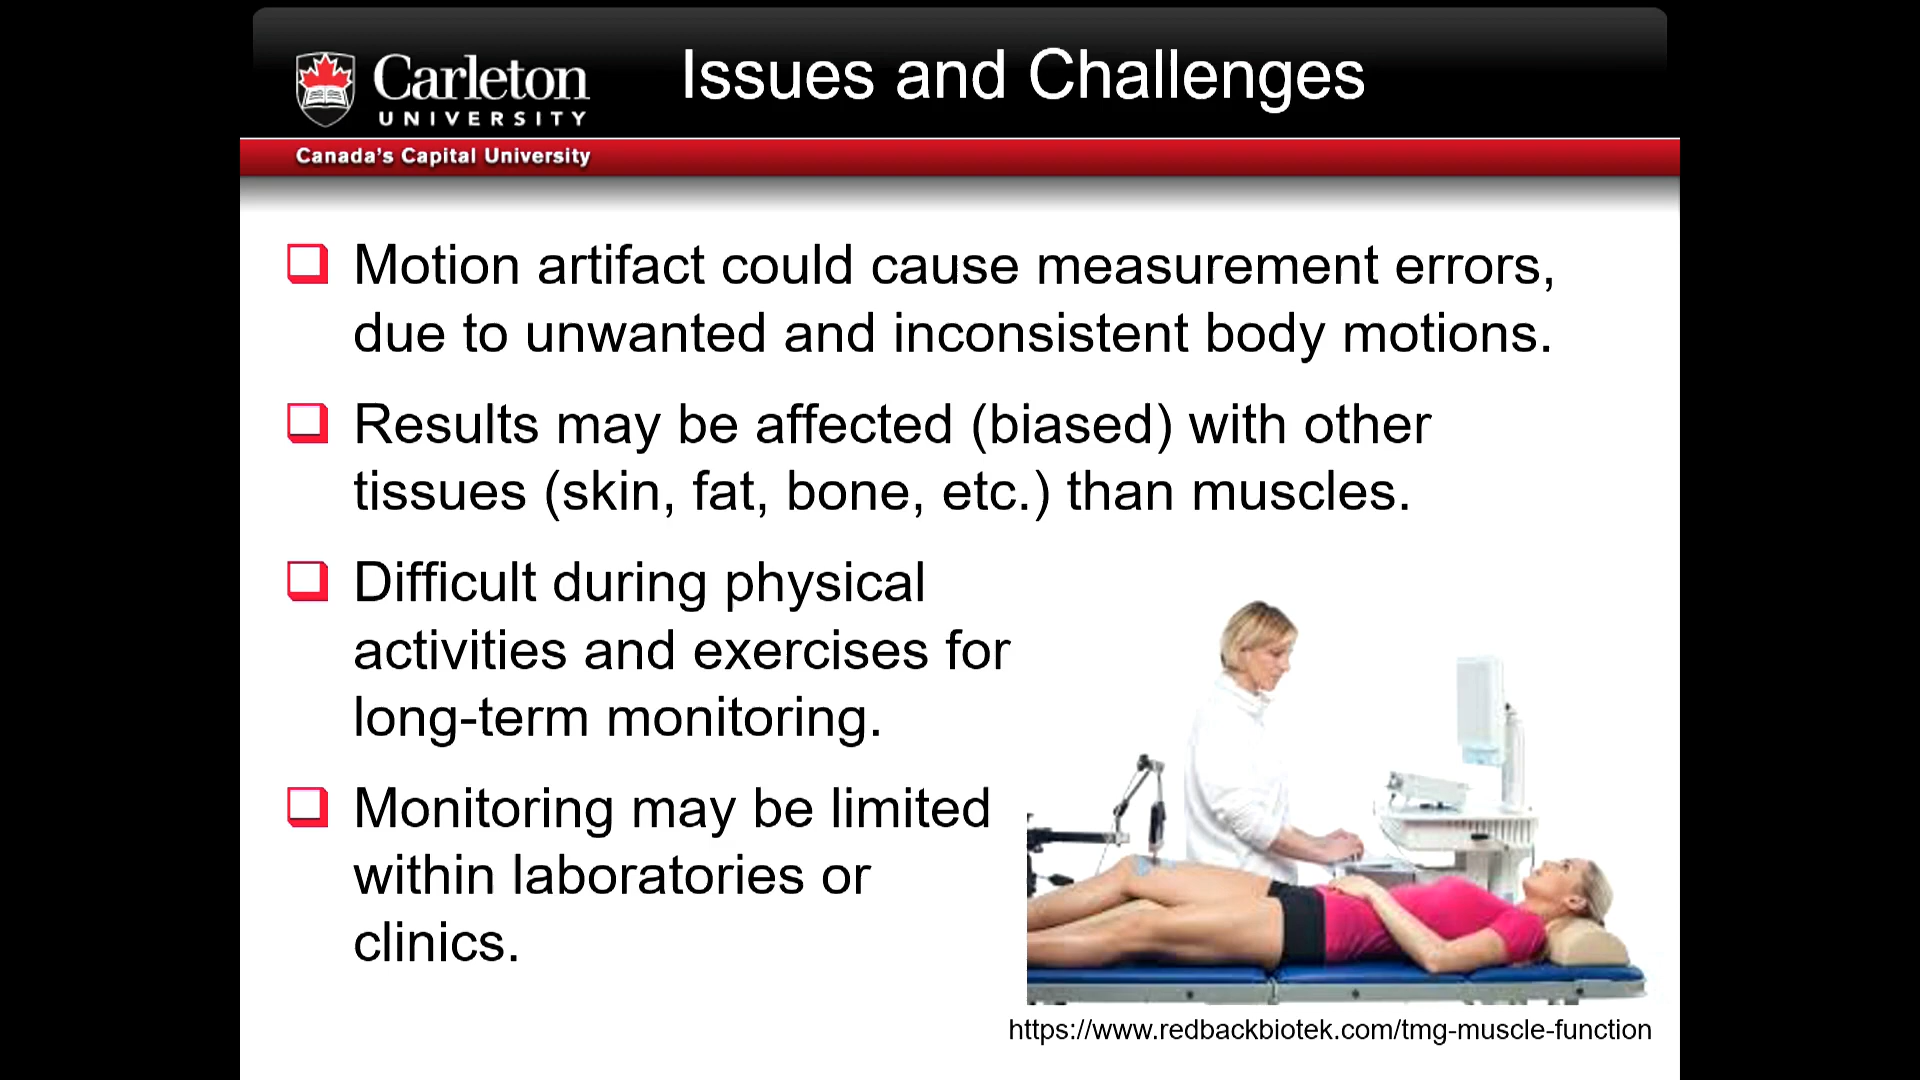 Carleton
UNIVERSITY
Canada's Capital University
Issues and Challenges
Motion artifact could cause measurement errors,
due to unwanted and inconsistent body motions.
Results may be affected (biased) with other
tissues (skin, fat, bone, etc.) than muscles.
Difficult during physical
activities and exercises for
long-term monitoring.
Monitoring may be limited
within laboratories or
clinics.
https://www.redbackbiotek.com/tmg-muscle-function